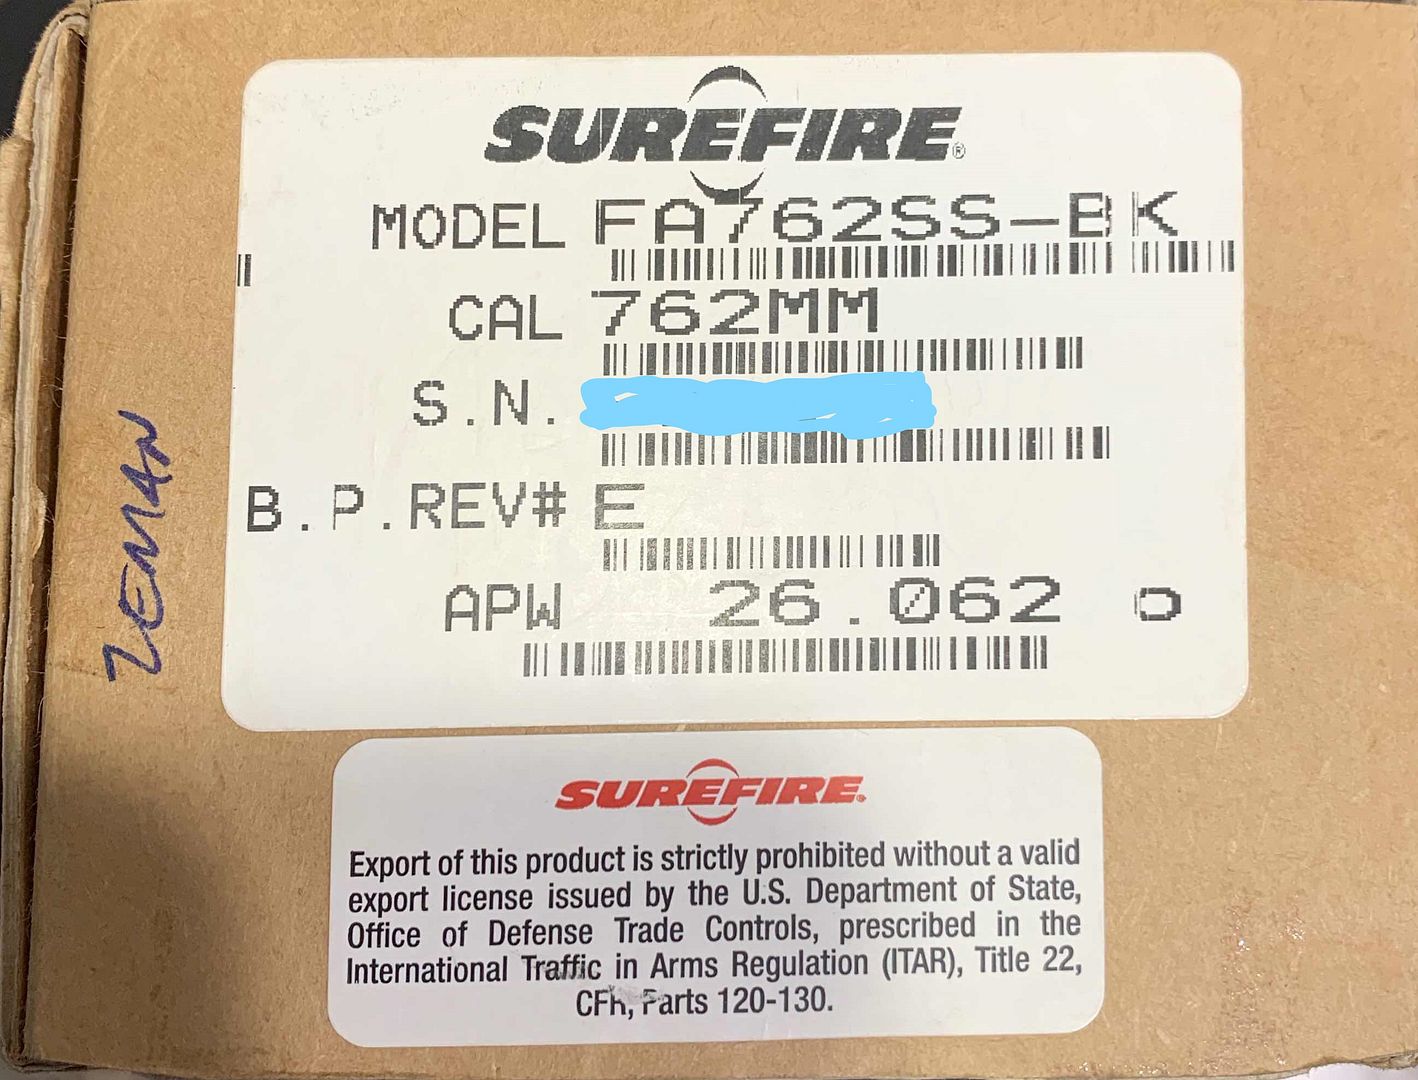 SUREFIRE®
MODEL FA762SS-BK
CAL 762MM
S.N.
B.P.REV# E
APW 26.062 o
ZEMAN
SUREFIRE®
Export of this product is strictly prohibited without a valid
export license issued by the U.S. Department of State,
Office of Defense Trade Controls, prescribed in the
International Traffic in Arms Regulation (ITAR), Title 22,
CFR, Parts 120-130.